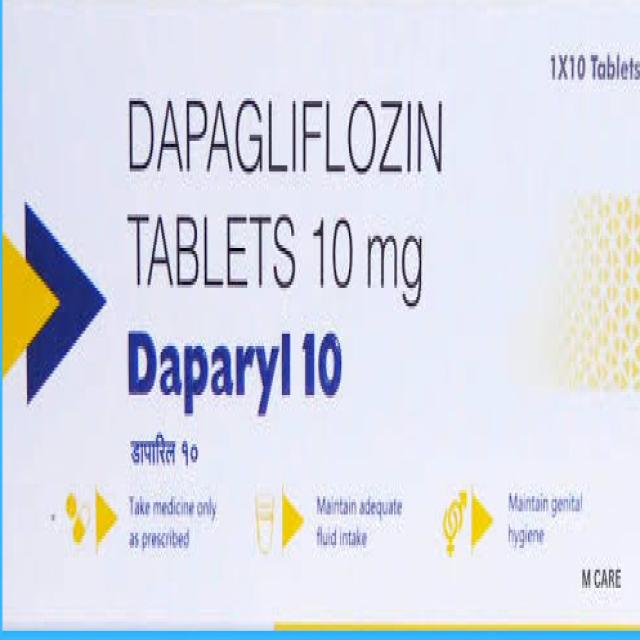 1X10 Tablets
DAPAGLIFLOZIN
TABLETS 10 mg
Daparyl 10
डापारिल १०
Take medicine only
as prescribed
Maintain adequate
fluid intake
Maintain genital
hygiene
M CARE